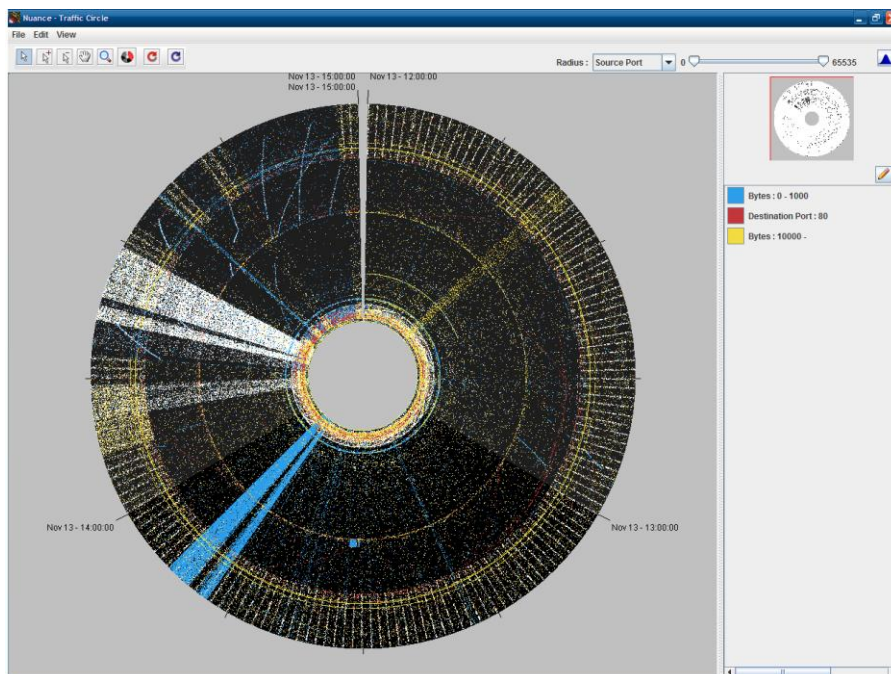 Nuance - Traffic Circle
File Edit View
Radius : Source Port 0 65535
Nov 13 - 15:00:00 Nov 13 - 12:00:00
Nov 13 - 15:00:00
Bytes : 0 - 1000
Destination Port : 80
Bytes : 10000 -
Nov 13 - 14:00:00 Nov 13 - 13:00:00